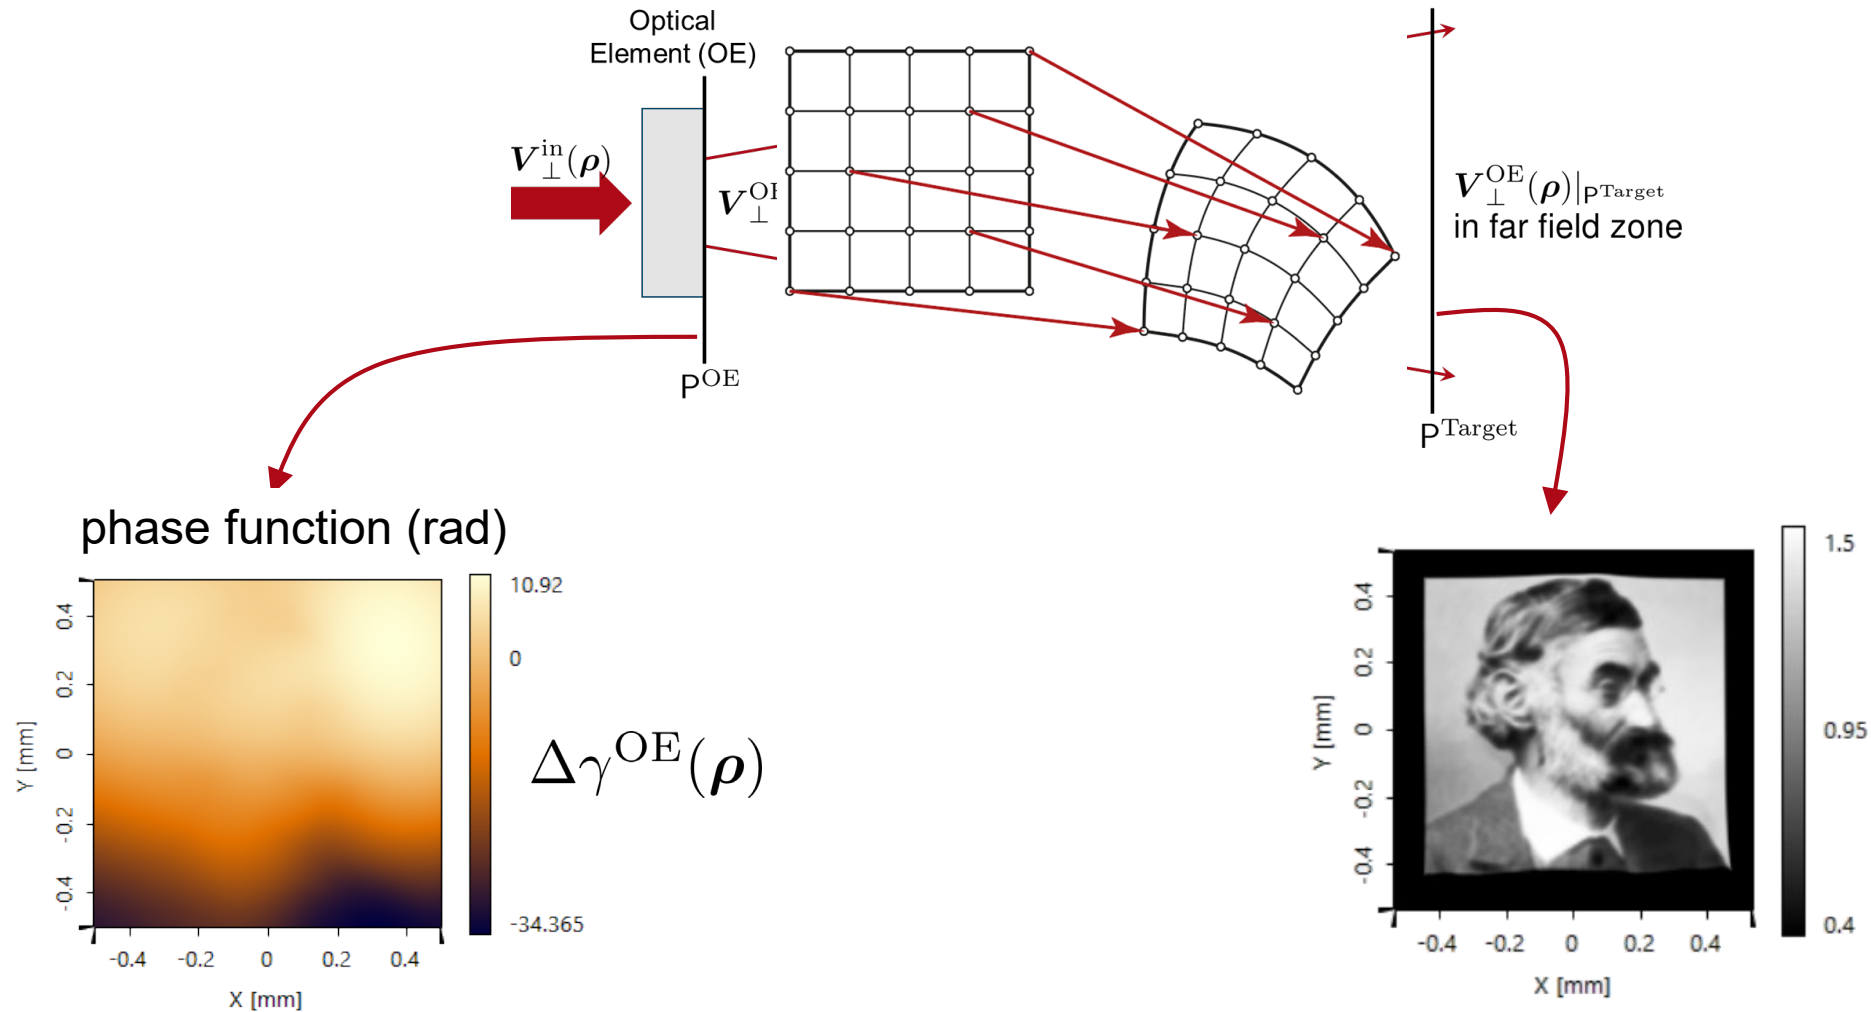 Optical
Element (OE)
V⊥^in(ρ)
V⊥^OE
V⊥^OE(ρ)|P^Target
in far field zone
P^OE
P^Target
phase function (rad)
10.92
0
-34.365
0.4
0.2
0
-0.2
-0.4
Y [mm]
-0.4 -0.2 0 0.2 0.4
X [mm]
Δγ^OE(ρ)
1.5
0.95
0.4
0.4
0.2
0
-0.2
-0.4
Y [mm]
-0.4 -0.2 0 0.2 0.4
X [mm]